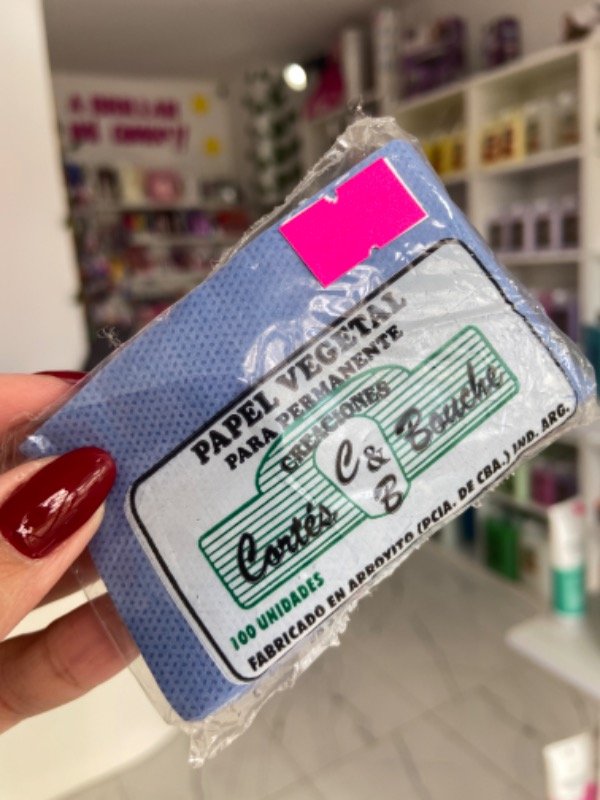 PAPEL VEGETAL
PARA PERMANENTE
CREACIONES
Cortés C & B Bouche
100 UNIDADES
FABRICADO EN ARROYITO (PCIA. DE CBA.) IND. ARG.